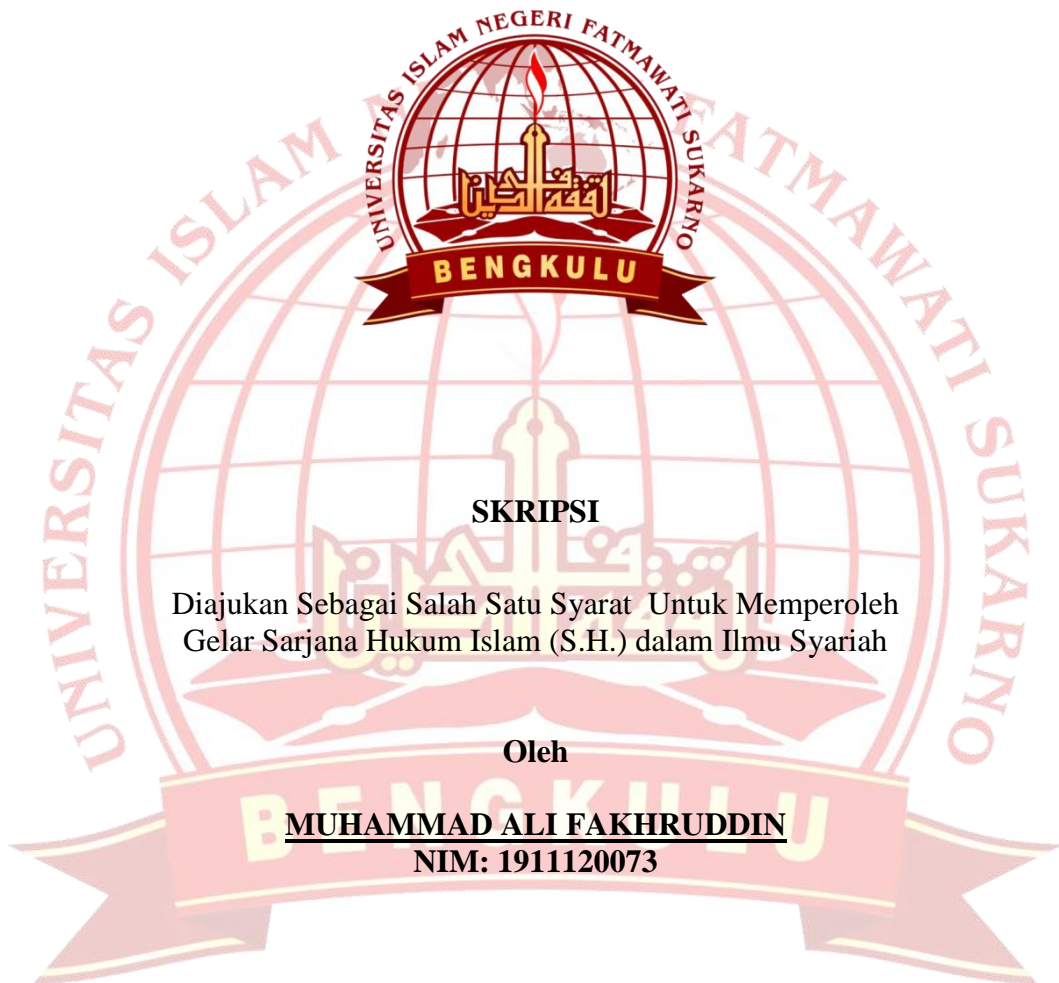 UNIVERSITAS ISLAM NEGERI FATMAWATI SUKARNO
BENGKULU
SKRIPSI
Diajukan Sebagai Salah Satu Syarat Untuk Memperoleh
Gelar Sarjana Hukum Islam (S.H.) dalam Ilmu Syariah
Oleh
MUHAMMAD ALI FAKHRUDDIN
NIM: 1911120073